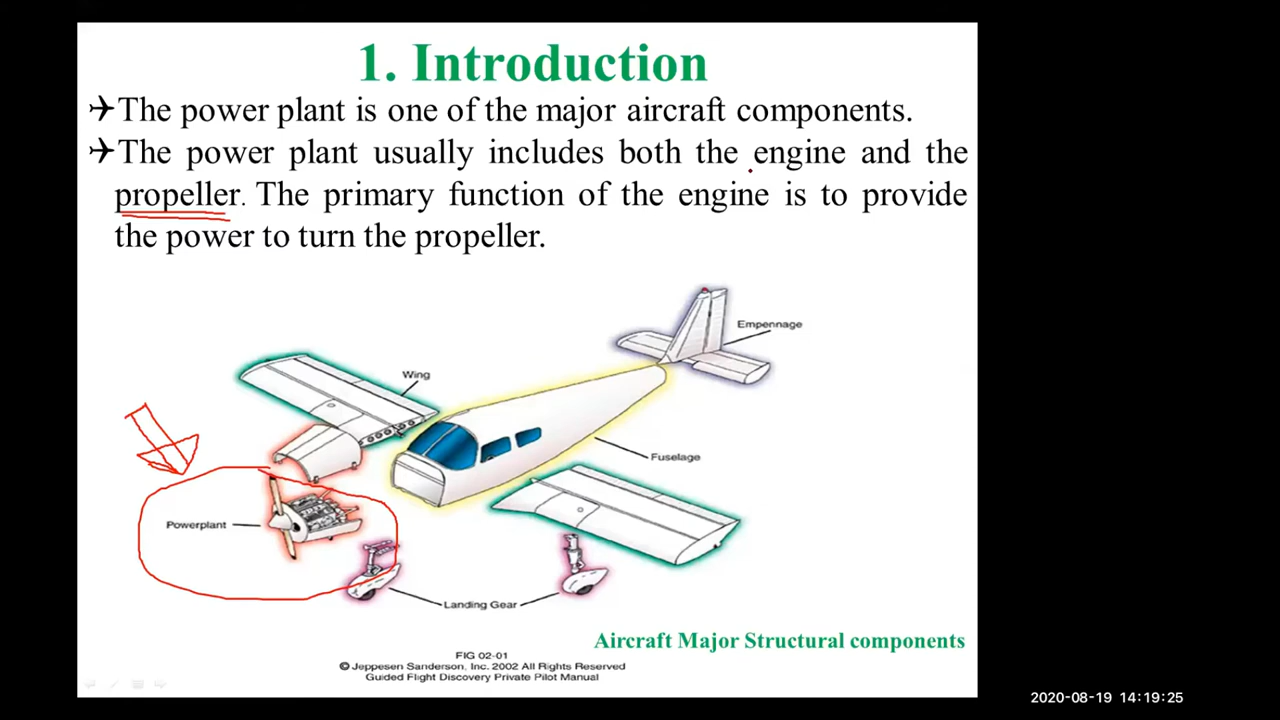 1. Introduction
The power plant is one of the major aircraft components.
The power plant usually includes both the engine and the
propeller. The primary function of the engine is to provide
the power to turn the propeller.
Empennage
Wing
Fuselage
Powerplant
Landing Gear
Aircraft Major Structural components
FIG 02-01
© Jeppesen Sanderson, Inc. 2002 All Rights Reserved
Guided Flight Discovery Private Pilot Manual
2020-08-19 14:19:25